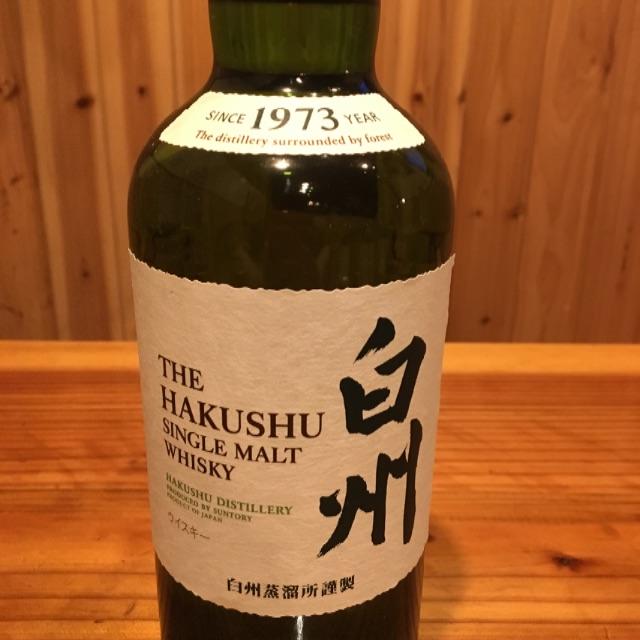 SINCE 1973 YEAR
The distillery surrounded by forest
THE
HAKUSHU
SINGLE MALT
WHISKY
白州
HAKUSHU DISTILLERY
PRODUCED BY SUNTORY
PRODUCT OF JAPAN
ウイスキー
白州蒸溜所謹製